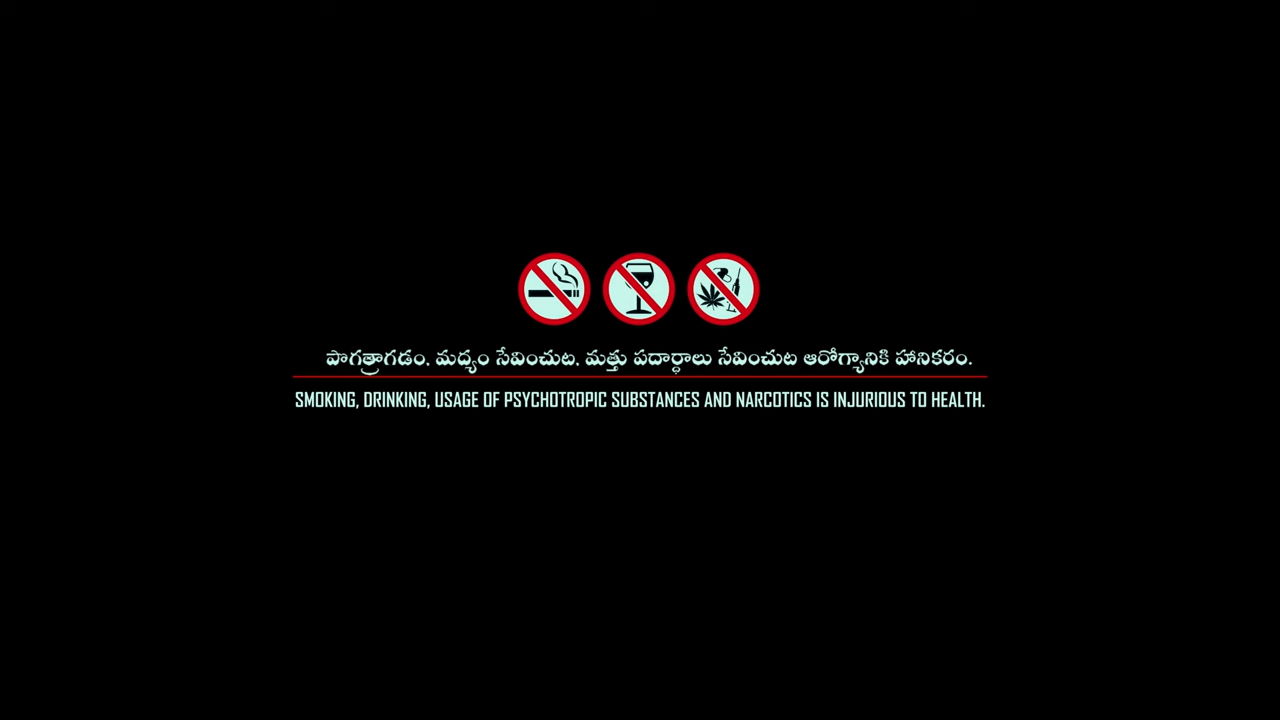 పొగత్రాగడం. మద్యం సేవించుట. మత్తు పదార్ధాలు సేవించుట ఆరోగ్యానికి హానికరం.
SMOKING, DRINKING, USAGE OF PSYCHOTROPIC SUBSTANCES AND NARCOTICS IS INJURIOUS TO HEALTH.